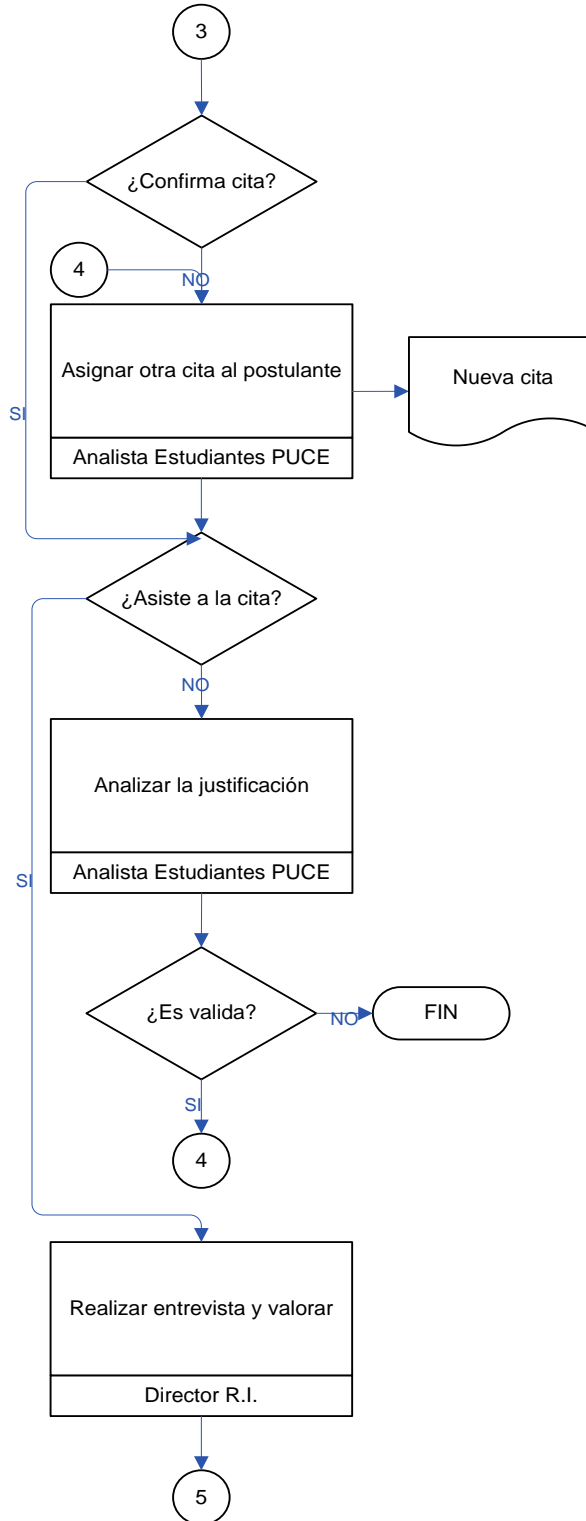 3
¿Confirma cita?
4
NO
Asignar otra cita al postulante
Nueva cita
SI
Analista Estudiantes PUCE
¿Asiste a la cita?
NO
Analizar la justificación
Analista Estudiantes PUCE
SI
¿Es valida?
NO
FIN
SI
4
Realizar entrevista y valorar
Director R.I.
5